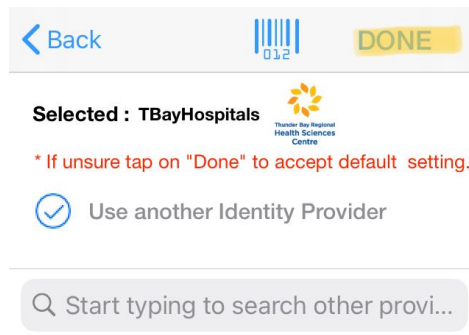 Back
012
DONE
Selected : TBayHospitals
Thunder Bay Regional
Health Sciences
Centre
* If unsure tap on "Done" to accept default setting.
Use another Identity Provider
Start typing to search other provi...